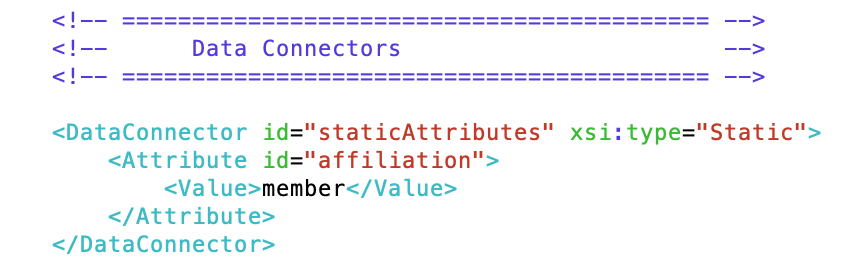 <!-- ========================================== -->
<!--      Data Connectors                       -->
<!-- ========================================== -->

<DataConnector id="staticAttributes" xsi:type="Static">
    <Attribute id="affiliation">
        <Value>member</Value>
    </Attribute>
</DataConnector>